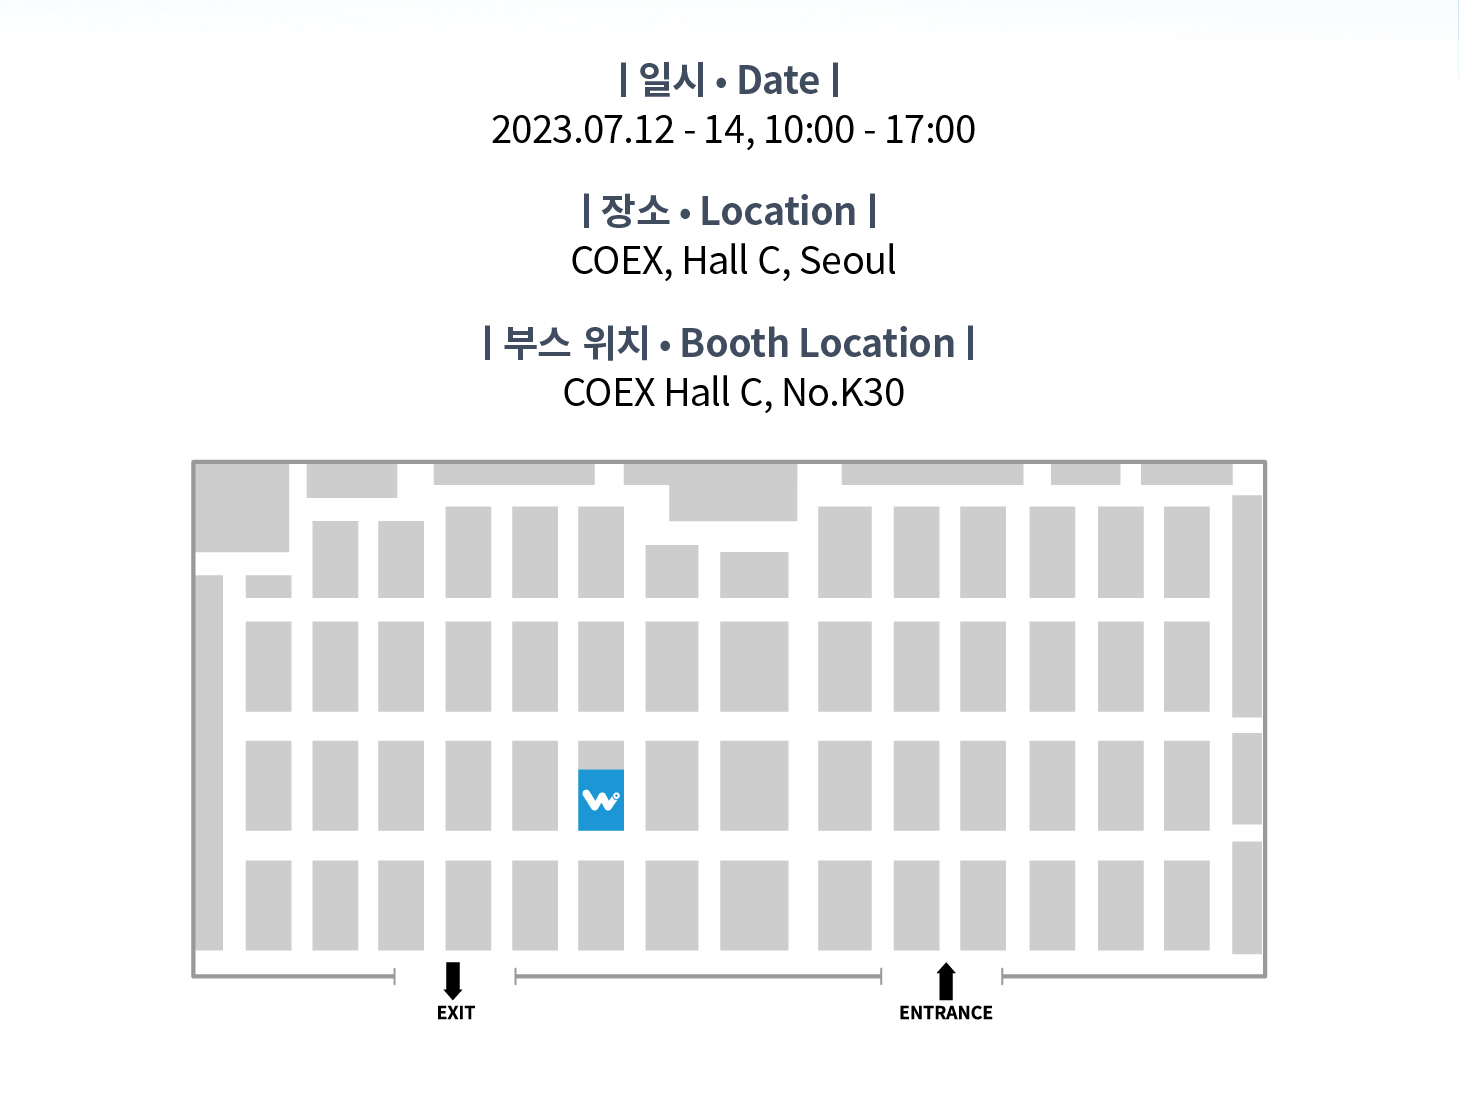 | 일시 • Date |
2023.07.12 - 14, 10:00 - 17:00
| 장소 • Location |
COEX, Hall C, Seoul
| 부스 위치 • Booth Location |
COEX Hall C, No.K30
W
EXIT
ENTRANCE